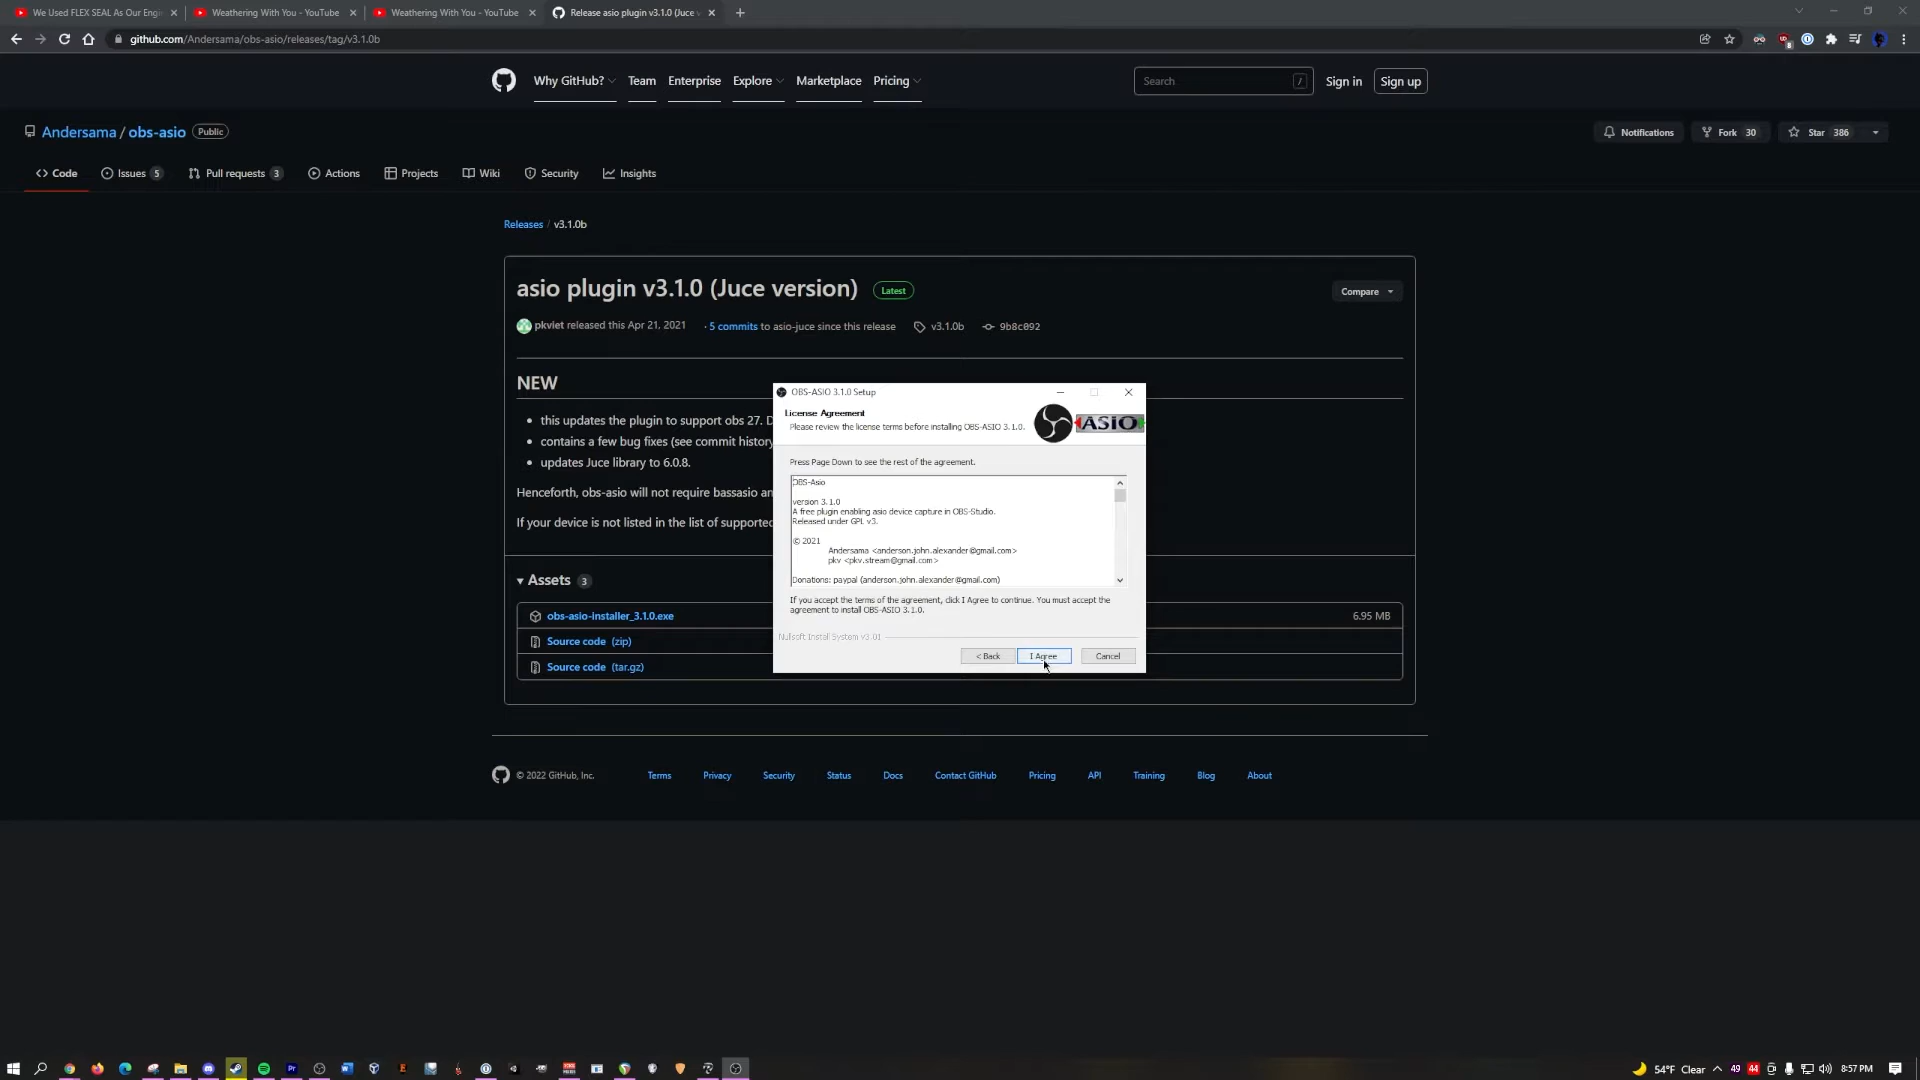 We Used FLEX SEAL As Our Engi
Weathering With You - YouTube
Weathering With You - YouTube
Release asio plugin v3.1.0 (Juce v
github.com/Andersama/obs-asio/releases/tag/v3.1.0b
Why GitHub? Team Enterprise Explore Marketplace Pricing
Search /
Sign in Sign up
Andersama / obs-asio Public
Notifications Fork 30 Star 386
Code Issues 5 Pull requests 3 Actions Projects Wiki Security Insights
Releases / v3.1.0b
asio plugin v3.1.0 (Juce version) Latest
Compare
pkviet released this Apr 21, 2021 · 5 commits to asio-juce since this release v3.1.0b 9b8c092
NEW
this updates the plugin to support obs 27. D
contains a few bug fixes (see commit history
updates Juce library to 6.0.8.
Henceforth, obs-asio will not require bassasio an
If your device is not listed in the list of supported
Assets 3
obs-asio-installer_3.1.0.exe
6.95 MB
Source code (zip)
Source code (tar.gz)
OBS-ASIO 3.1.0 Setup
License Agreement
Please review the license terms before installing OBS-ASIO 3.1.0.
ASIO
Press Page Down to see the rest of the agreement.
OBS-Asio
version 3.1.0
A free plugin enabling asio device capture in OBS-Studio.
Released under GPL v3.
© 2021
Andersama <anderson.john.alexander@gmail.com>
pkv <pkv.stream@gmail.com>
Donations: paypal (anderson.john.alexander@gmail.com)
If you accept the terms of the agreement, click I Agree to continue. You must accept the
agreement to install OBS-ASIO 3.1.0.
Nullsoft Install System v3.01
< Back I Agree Cancel
© 2022 GitHub, Inc. Terms Privacy Security Status Docs Contact GitHub Pricing API Training Blog About
54°F Clear 49 44 8:57 PM